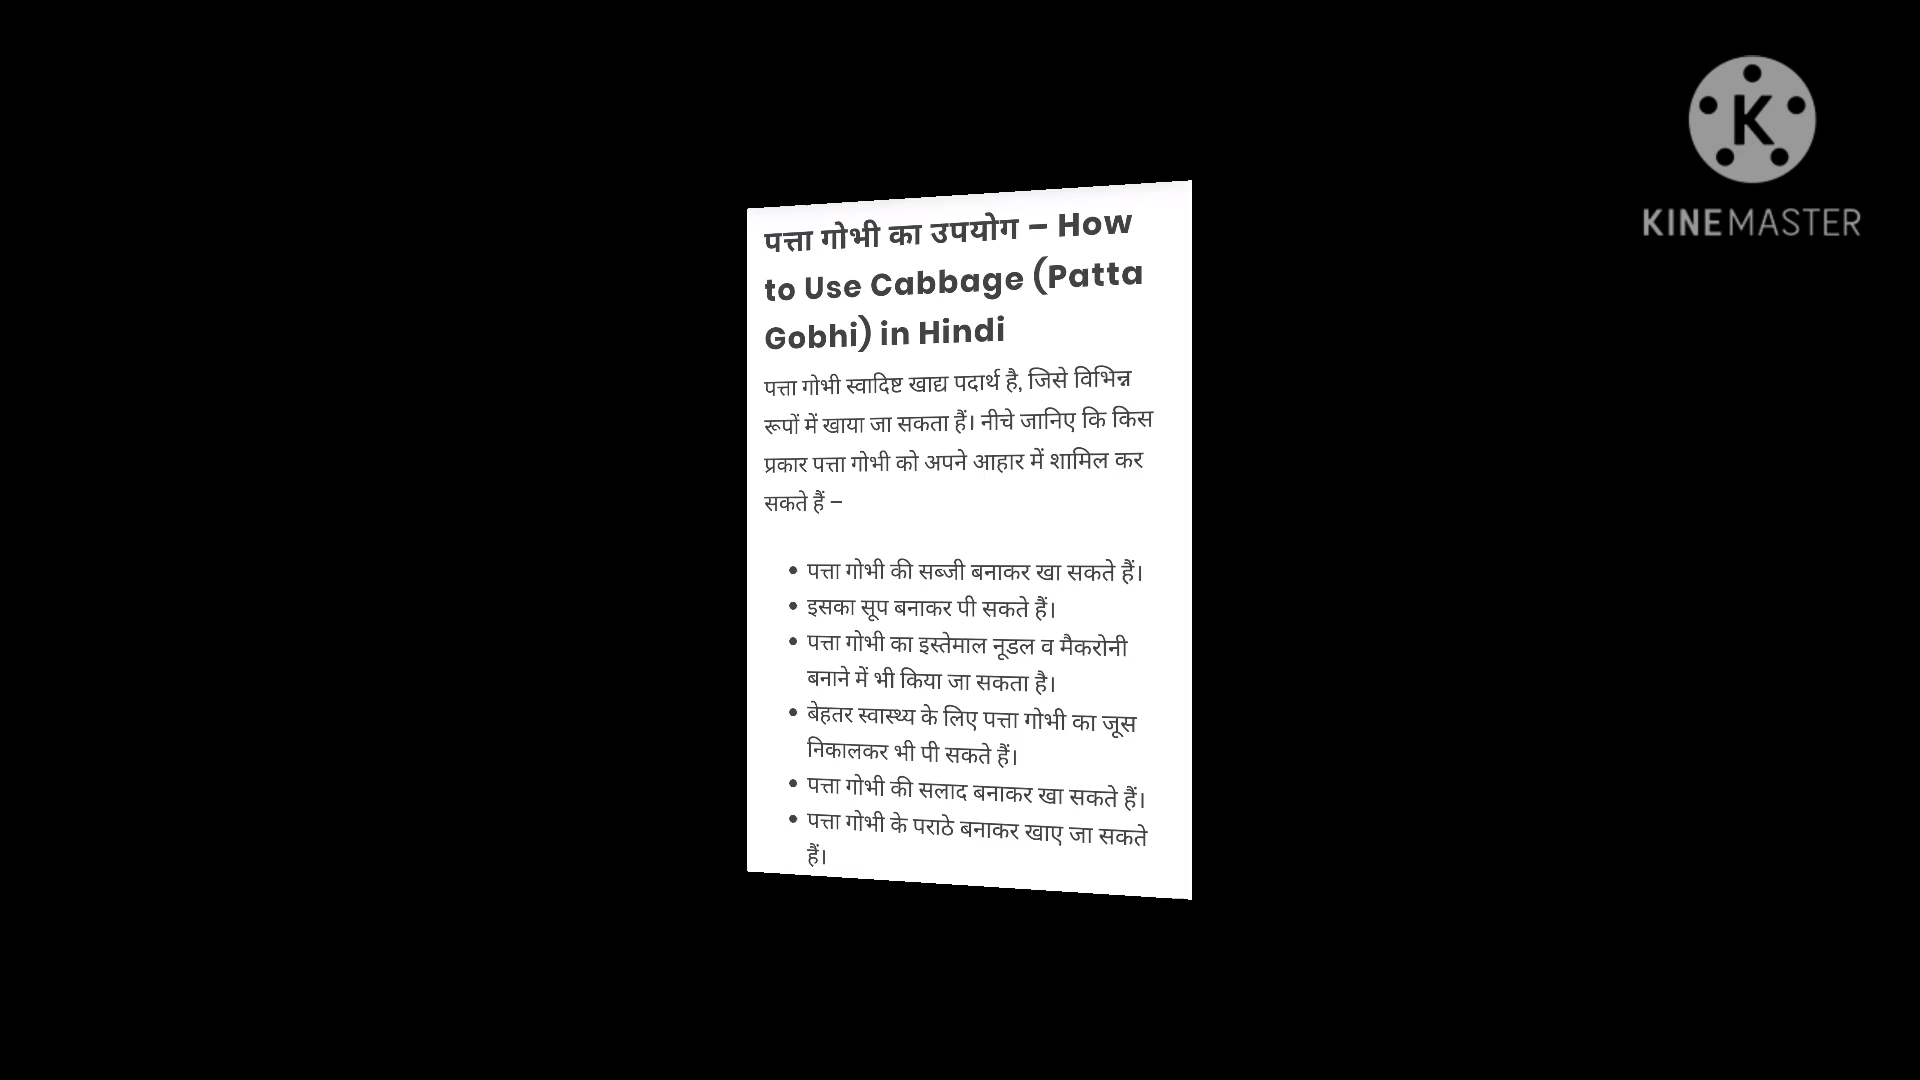 KINEMASTER
पत्ता गोभी का उपयोग – How
to Use Cabbage (Patta
Gobhi) in Hindi
पत्ता गोभी स्वादिष्ट खाद्य पदार्थ है, जिसे विभिन्न
रूपों में खाया जा सकता हैं। नीचे जानिए कि किस
प्रकार पत्ता गोभी को अपने आहार में शामिल कर
सकते हैं –
• पत्ता गोभी की सब्जी बनाकर खा सकते हैं।
• इसका सूप बनाकर पी सकते हैं।
• पत्ता गोभी का इस्तेमाल नूडल व मैकरोनी
बनाने में भी किया जा सकता है।
• बेहतर स्वास्थ्य के लिए पत्ता गोभी का जूस
निकालकर भी पी सकते हैं।
• पत्ता गोभी की सलाद बनाकर खा सकते हैं।
• पत्ता गोभी के पराठे बनाकर खाए जा सकते
हैं।